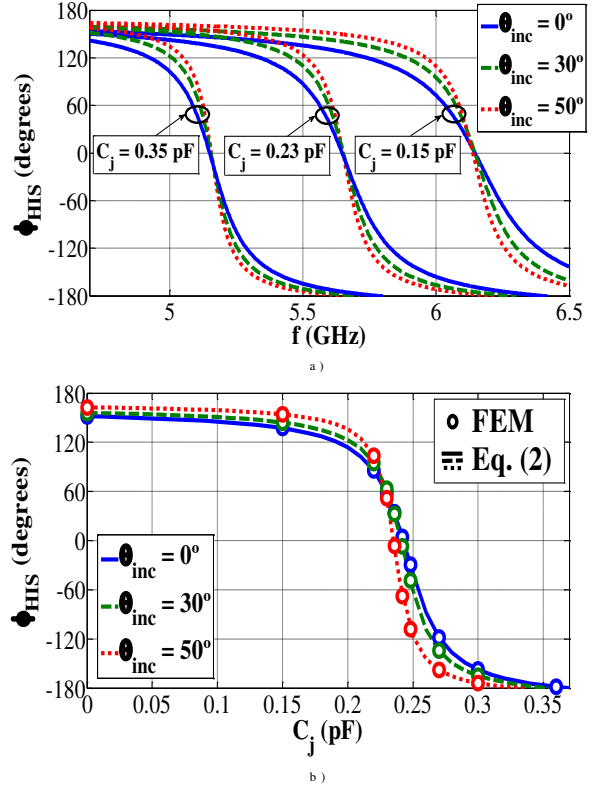 180
120
60
0
-60
-120
-180
ϕHIS (degrees)
θinc = 0º
θinc = 30º
θinc = 50º
Cj = 0.35 pF
Cj = 0.23 pF
Cj = 0.15 pF
5
5.5
6
6.5
f (GHz)
a )
180
120
60
0
-60
-120
-180
ϕHIS (degrees)
FEM
Eq. (2)
θinc = 0º
θinc = 30º
θinc = 50º
0
0.05
0.1
0.15
0.2
0.25
0.3
0.35
Cj (pF)
b )